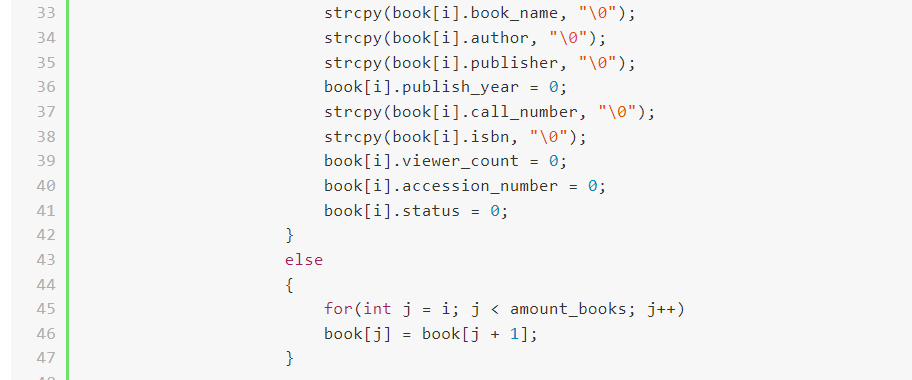 33 strcpy(book[i].book_name, "\0");
34 strcpy(book[i].author, "\0");
35 strcpy(book[i].publisher, "\0");
36 book[i].publish_year = 0;
37 strcpy(book[i].call_number, "\0");
38 strcpy(book[i].isbn, "\0");
39 book[i].viewer_count = 0;
40 book[i].accession_number = 0;
41 book[i].status = 0;
42 }
43 else
44 {
45 for(int j = i; j < amount_books; j++)
46 book[j] = book[j + 1];
47 }